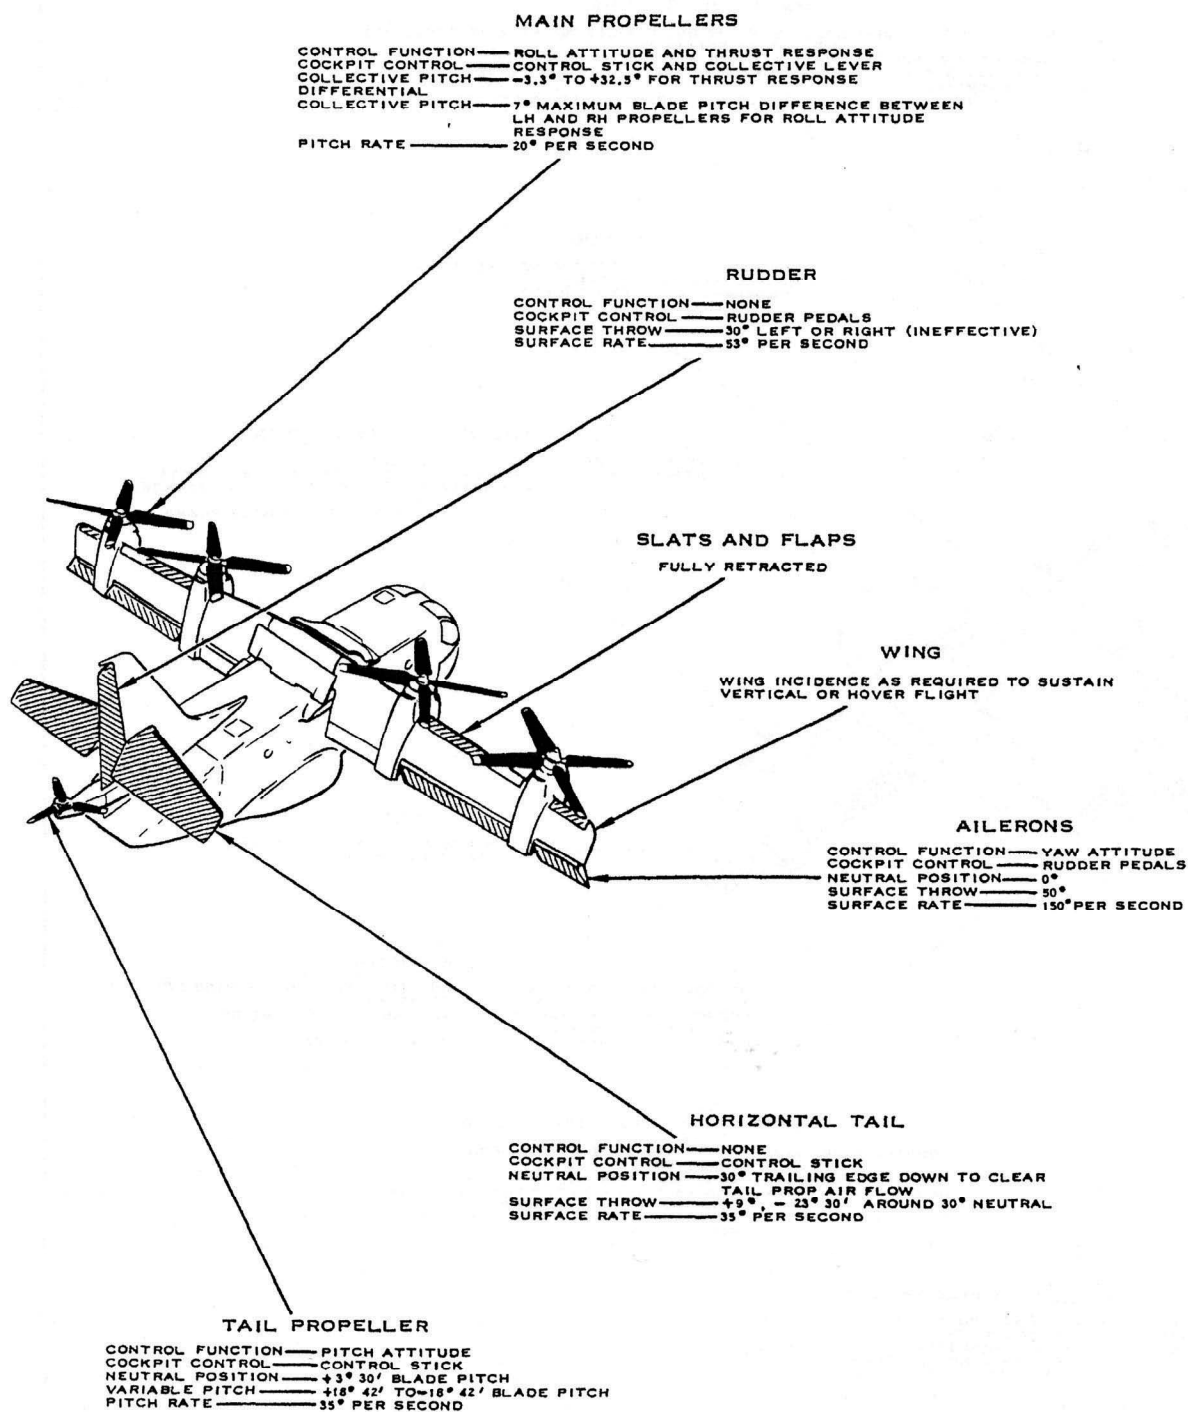 MAIN PROPELLERS
CONTROL FUNCTION — ROLL ATTITUDE AND THRUST RESPONSE
COCKPIT CONTROL — CONTROL STICK AND COLLECTIVE LEVER
COLLECTIVE PITCH — -3.3° TO +32.5° FOR THRUST RESPONSE
DIFFERENTIAL
COLLECTIVE PITCH — 7° MAXIMUM BLADE PITCH DIFFERENCE BETWEEN
LH AND RH PROPELLERS FOR ROLL ATTITUDE
RESPONSE
PITCH RATE — 20° PER SECOND
RUDDER
CONTROL FUNCTION — NONE
COCKPIT CONTROL — RUDDER PEDALS
SURFACE THROW — 30° LEFT OR RIGHT (INEFFECTIVE)
SURFACE RATE — 53° PER SECOND
SLATS AND FLAPS
FULLY RETRACTED
WING
WING INCIDENCE AS REQUIRED TO SUSTAIN
VERTICAL OR HOVER FLIGHT
AILERONS
CONTROL FUNCTION — YAW ATTITUDE
COCKPIT CONTROL — RUDDER PEDALS
NEUTRAL POSITION — 0°
SURFACE THROW — 50°
SURFACE RATE — 150° PER SECOND
HORIZONTAL TAIL
CONTROL FUNCTION — NONE
COCKPIT CONTROL — CONTROL STICK
NEUTRAL POSITION — 30° TRAILING EDGE DOWN TO CLEAR
TAIL PROP AIR FLOW
SURFACE THROW — +9°, - 23° 30' AROUND 30° NEUTRAL
SURFACE RATE — 35° PER SECOND
TAIL PROPELLER
CONTROL FUNCTION — PITCH ATTITUDE
COCKPIT CONTROL — CONTROL STICK
NEUTRAL POSITION — +3° 30' BLADE PITCH
VARIABLE PITCH — +18° 42' TO -18° 42' BLADE PITCH
PITCH RATE — 35° PER SECOND